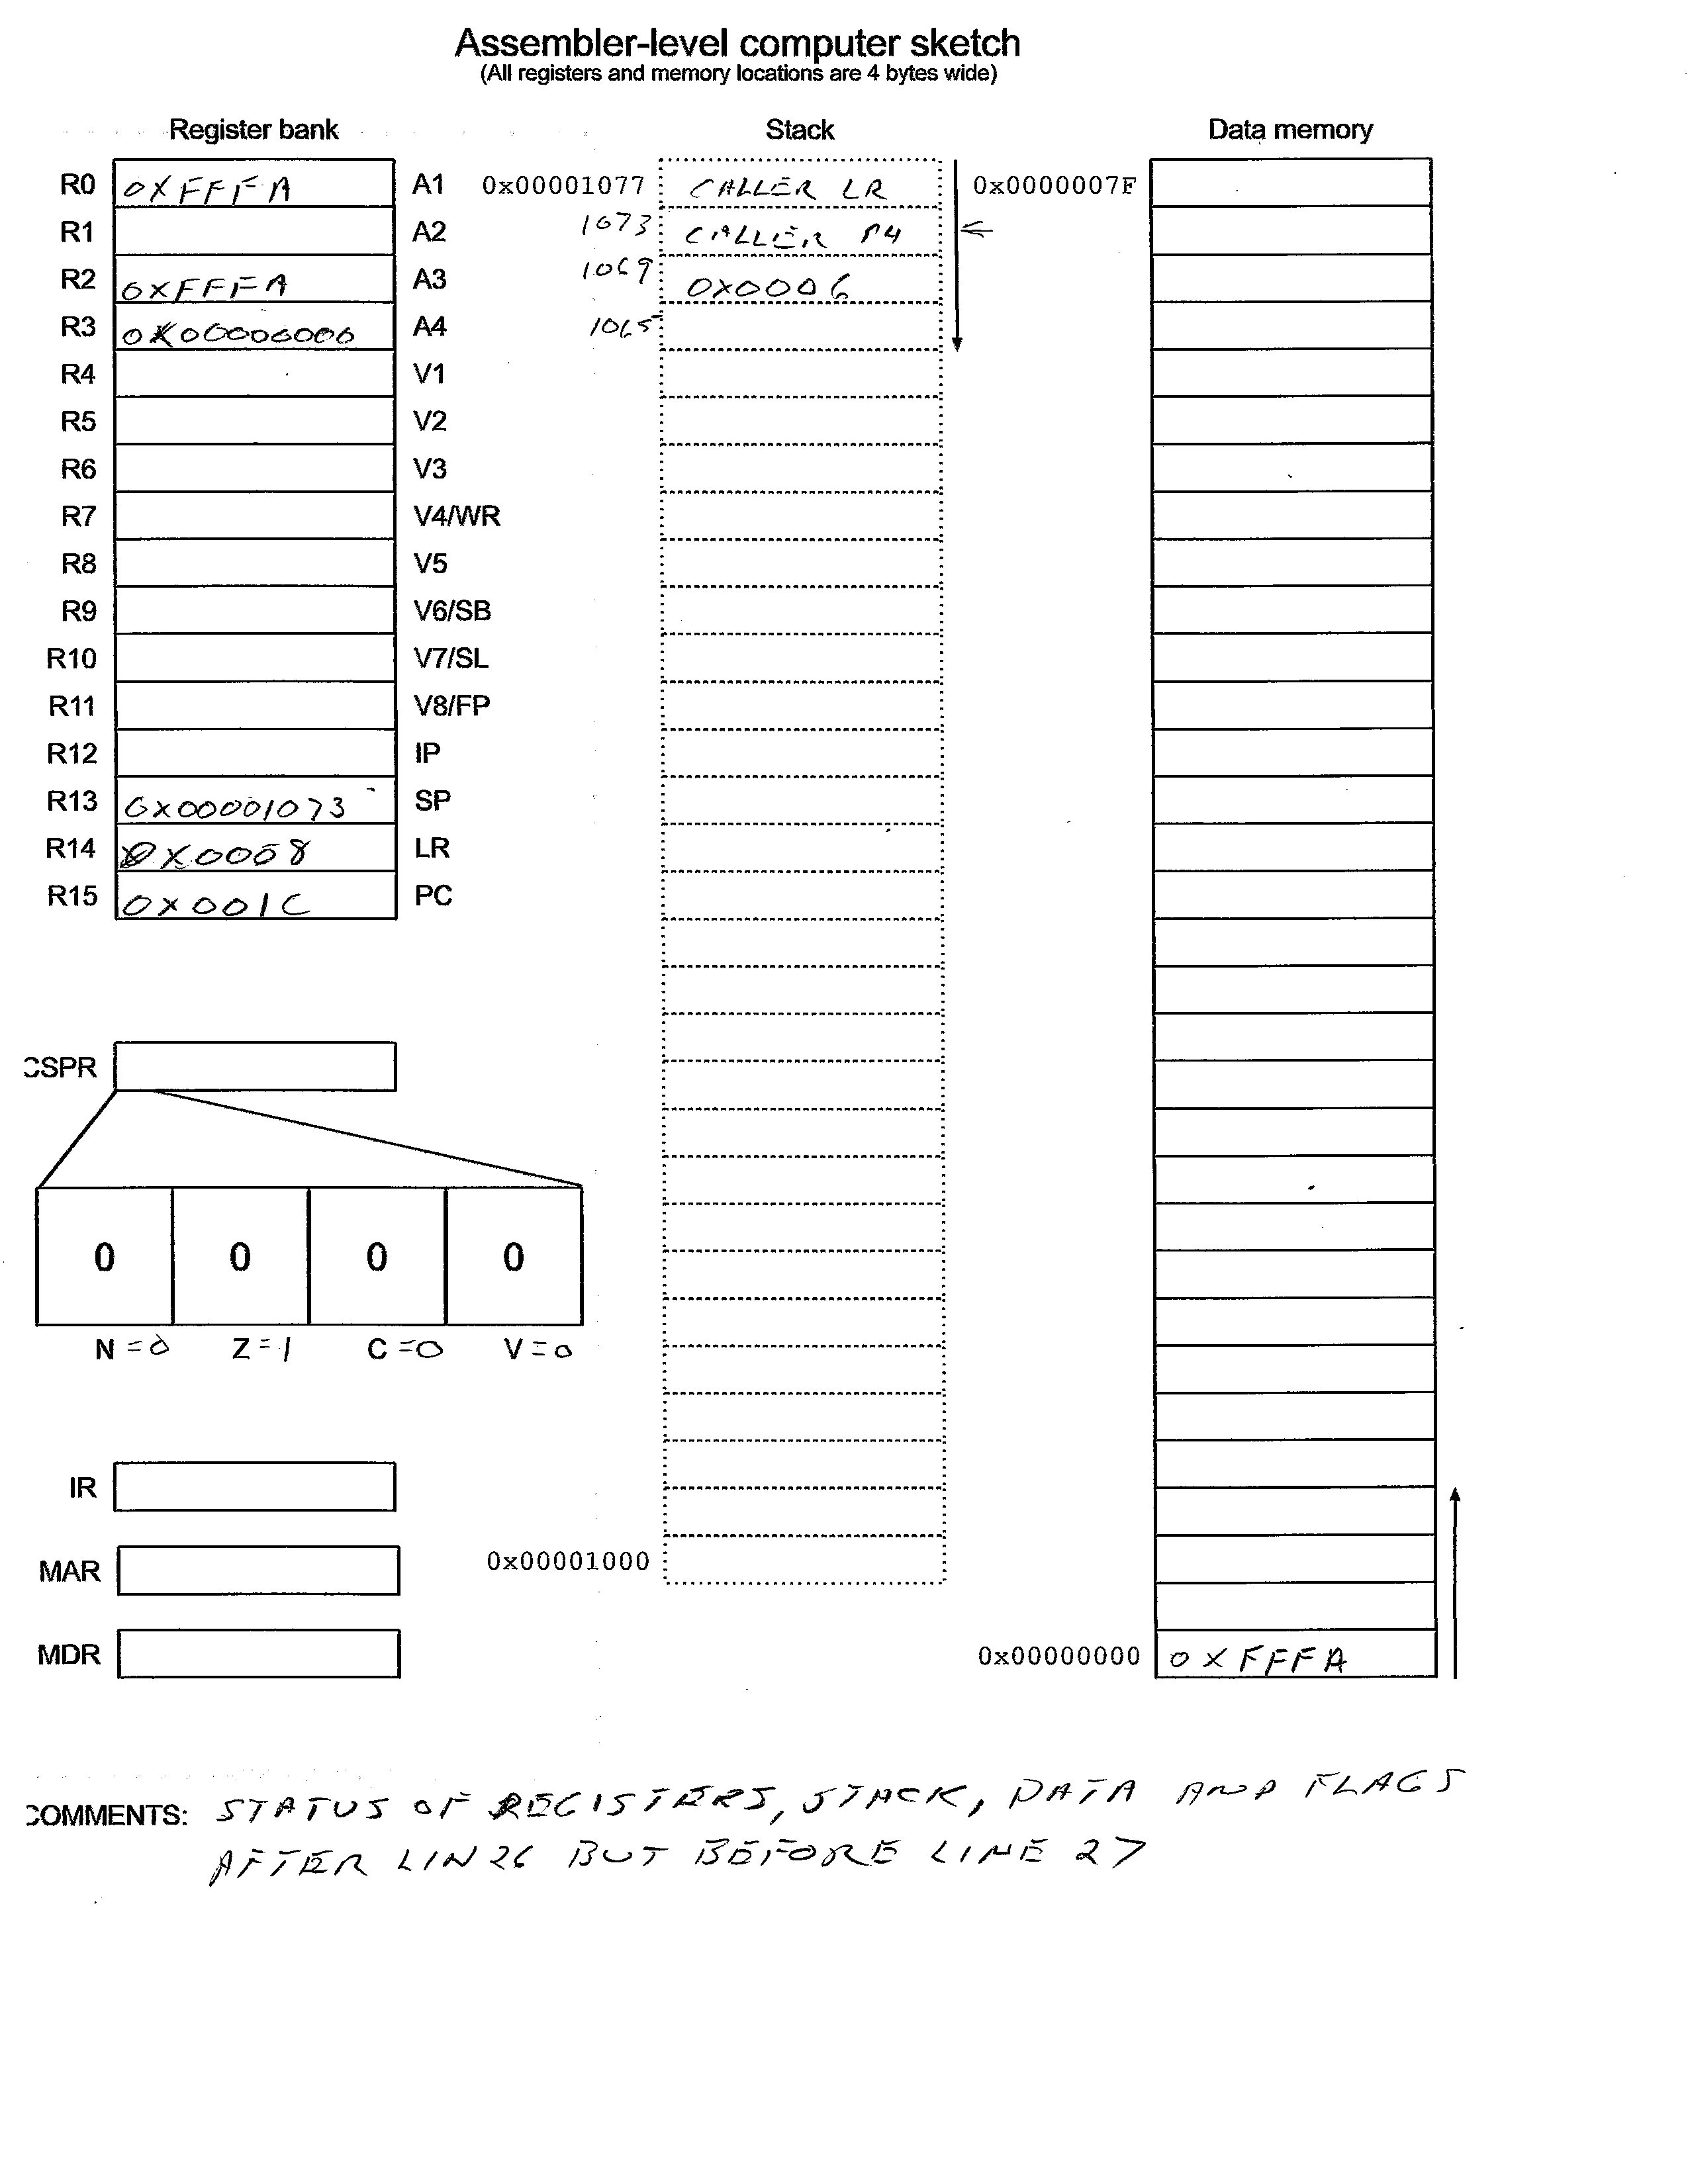 Assembler-level computer sketch
(All registers and memory locations are 4 bytes wide)
Register bank Stack Data memory
R0 0XFFFA A1 0x00001077 CALLER LR 0x0000007F
R1 A2 1073 CALLER R4
R2 0XFFFA A3 1069 0X0006
R3 0X00000000 A4 1065
R4 V1
R5 V2
R6 V3
R7 V4/WR
R8 V5
R9 V6/SB
R10 V7/SL
R11 V8/FP
R12 IP
R13 0X00001073 SP
R14 0X0008 LR
R15 0X001C PC
CSPR
0 0 0 0
N =0 Z =1 C =0 V =0
IR
MAR 0x00001000
MDR 0x00000000 0XFFFA
COMMENTS: STATUS OF REGISTERS, STACK, DATA AND FLAGS
AFTER LIN 26 BUT BEFORE LINE 27